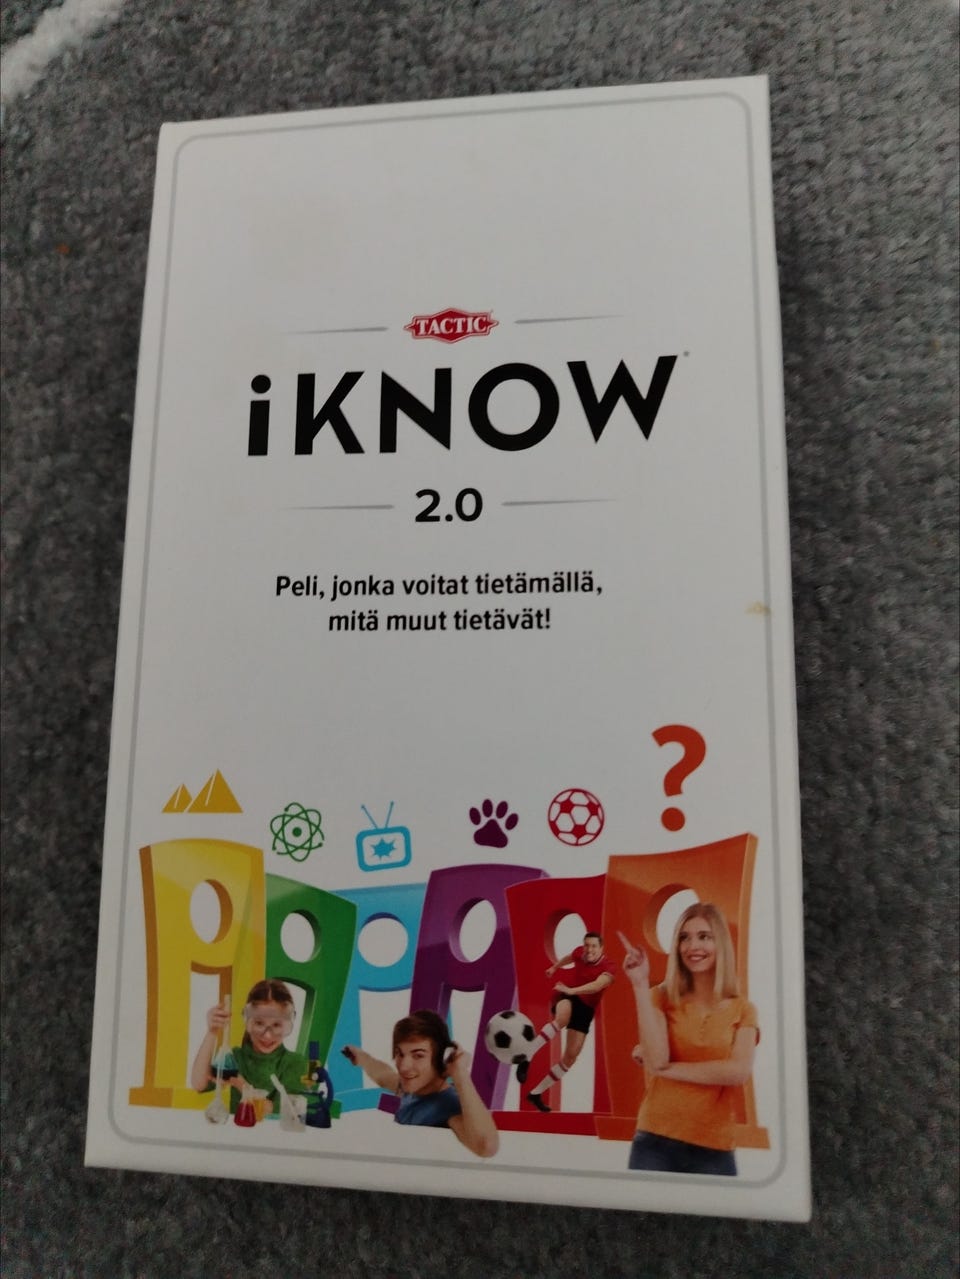 TACTIC
iKNOW
2.0
Peli, jonka voitat tietämällä,
mitä muut tietävät!
?